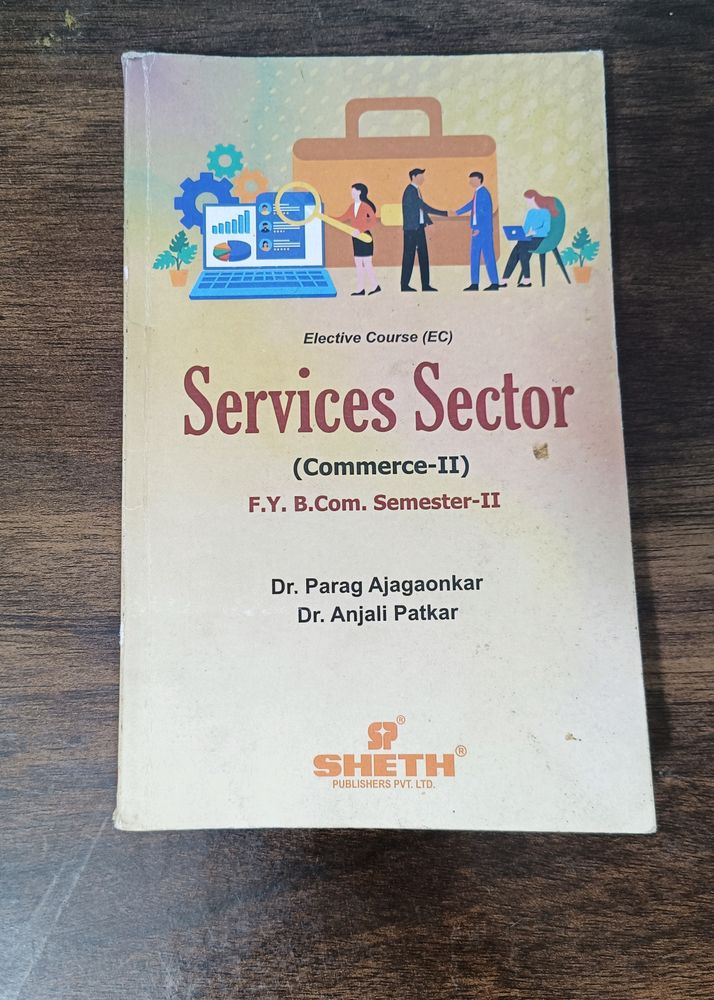 Elective Course (EC)
Services Sector
(Commerce-II)
F.Y. B.Com. Semester-II
Dr. Parag Ajagaonkar
Dr. Anjali Patkar
SP®
SHETH®
PUBLISHERS PVT. LTD.